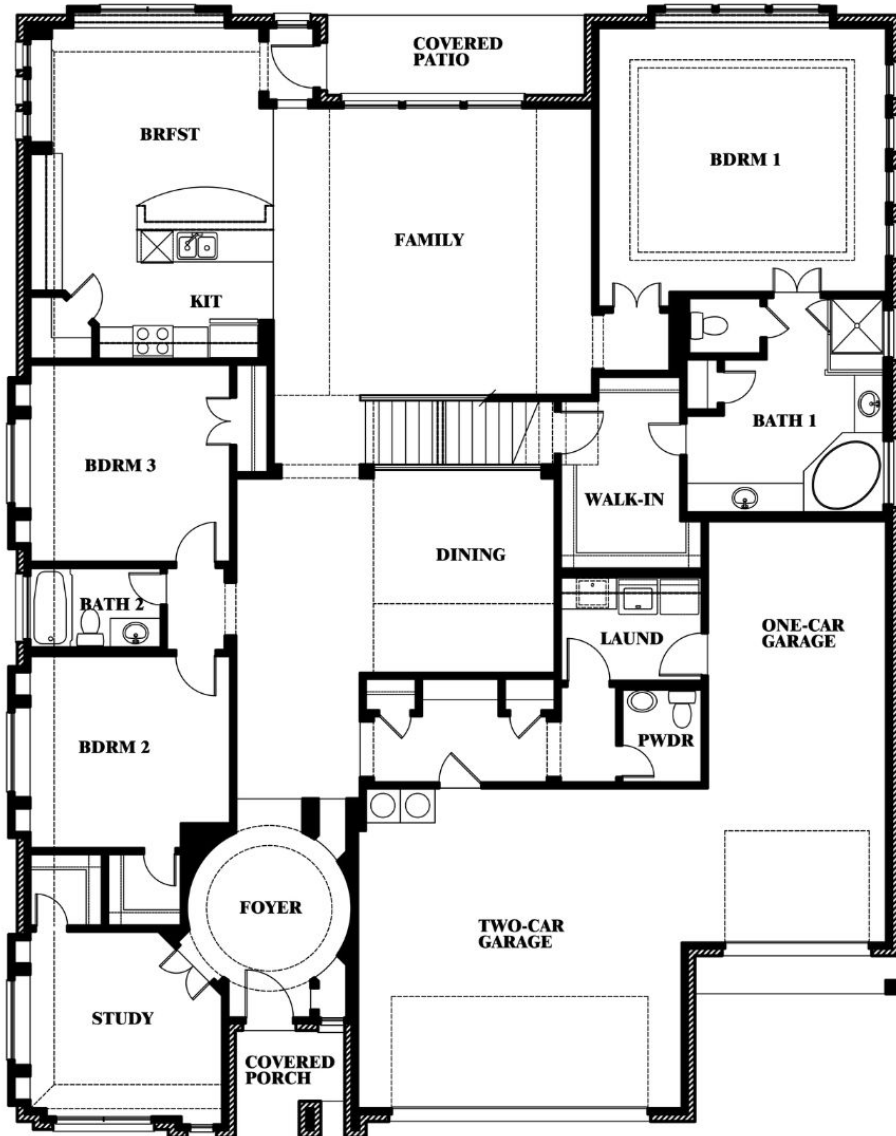 COVERED
PATIO
BRFST
BDRM 1
FAMILY
KIT
BATH 1
BDRM 3
WALK-IN
DINING
BATH 2
LAUND
ONE-CAR
GARAGE
BDRM 2
PWDR
FOYER
TWO-CAR
GARAGE
STUDY
COVERED
PORCH